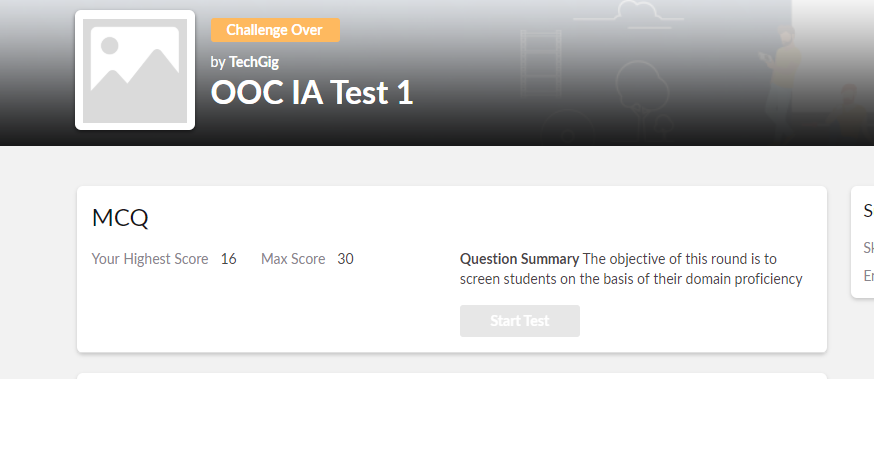 Challenge Over
by TechGig
OOC IA Test 1
MCQ
Your Highest Score 16 Max Score 30
Question Summary The objective of this round is to
screen students on the basis of their domain proficiency
Start Test